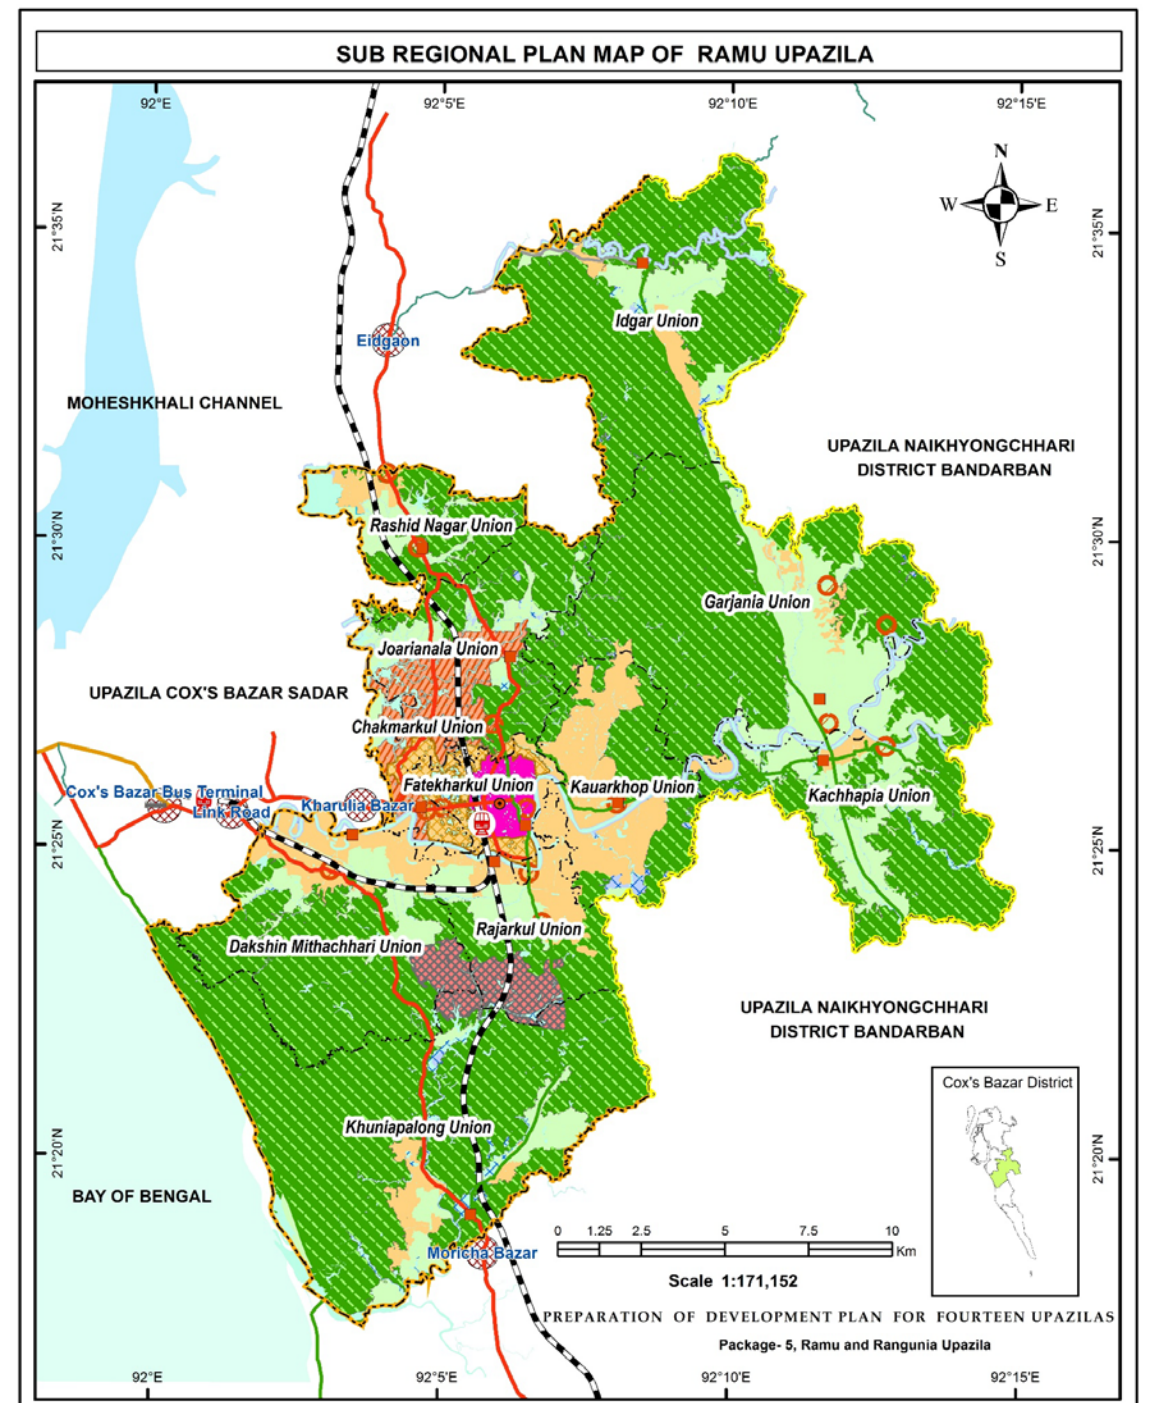 SUB REGIONAL PLAN MAP OF RAMU UPAZILA
92°E
92°5'E
92°10'E
92°15'E
N
W
E
S
21°35'N
21°35'N
Idgar Union
Eidgaon
MOHESHKHALI CHANNEL
UPAZILA NAIKHYONGCHHARI
DISTRICT BANDARBAN
Rashid Nagar Union
21°30'N
21°30'N
Garjania Union
Joarianala Union
UPAZILA COX'S BAZAR SADAR
Chakmarkul Union
Fatekharkul Union
Kauarkhop Union
Kachhapia Union
Cox's Bazar Bus Terminal
Link Road
Kharulia Bazar
21°25'N
21°25'N
Rajarkul Union
Dakshin Mithachhari Union
UPAZILA NAIKHYONGCHHARI
DISTRICT BANDARBAN
Cox's Bazar District
Khuniapalong Union
21°20'N
21°20'N
BAY OF BENGAL
0 1.25 2.5 5 7.5 10
Km
Moricha Bazar
Scale 1:171,152
PREPARATION OF DEVELOPMENT PLAN FOR FOURTEEN UPAZILAS
Package- 5, Ramu and Rangunia Upazila
92°E
92°5'E
92°10'E
92°15'E